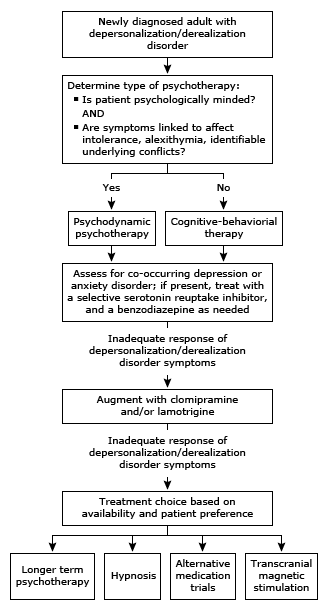 Newly diagnosed adult with
depersonalization/derealization
disorder
Determine type of psychotherapy:
▪ Is patient psychologically minded?
AND
▪ Are symptoms linked to affect
intolerance, alexithymia, identifiable
underlying conflicts?
Yes
No
Psychodynamic
psychotherapy
Cognitive-behaviorial
therapy
Assess for co-occurring depression or
anxiety disorder; if present, treat with
a selective serotonin reuptake inhibitor,
and a benzodiazepine as needed
Inadequate response of
depersonalization/derealization
disorder symptoms
Augment with clomipramine
and/or lamotrigine
Inadequate response of
depersonalization/derealization
disorder symptoms
Treatment choice based on
availability and patient preference
Longer term
psychotherapy
Hypnosis
Alternative
medication
trials
Transcranial
magnetic
stimulation